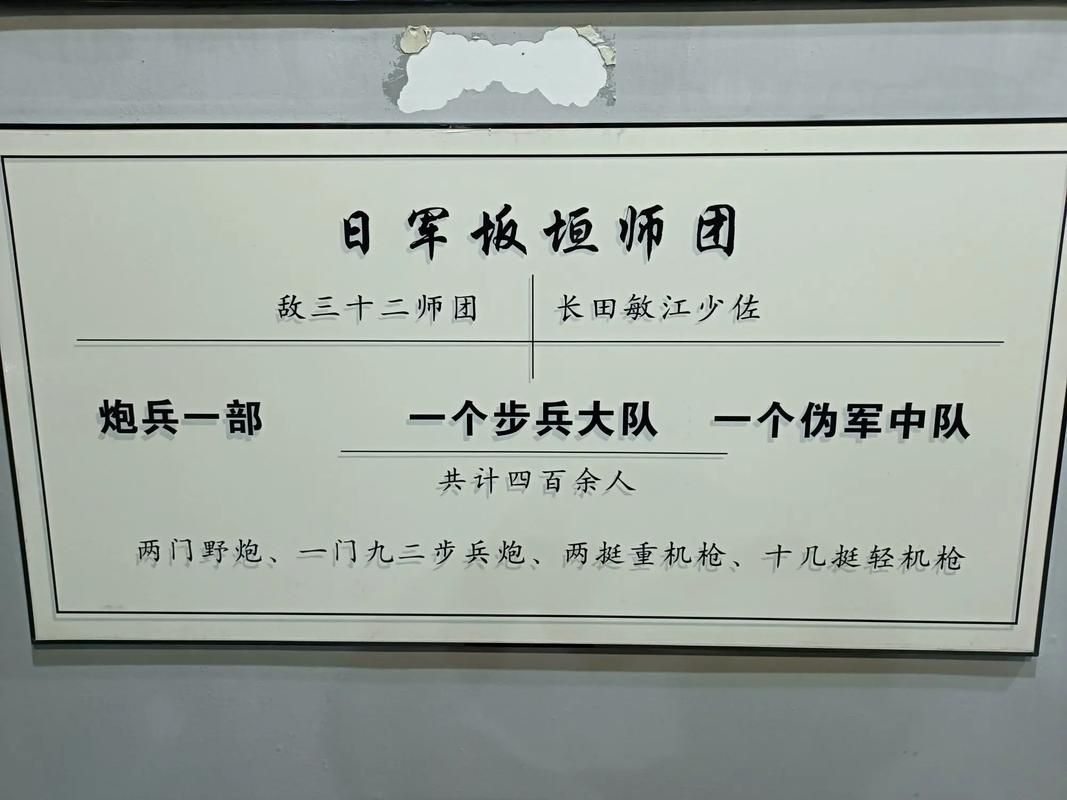 日军坂垣师团
敌三十二师团 长田敏江少佐
炮兵一部 一个步兵大队 一个伪军中队
共计四百余人
两门野炮、一门九二步兵炮、两挺重机枪、十几挺轻机枪